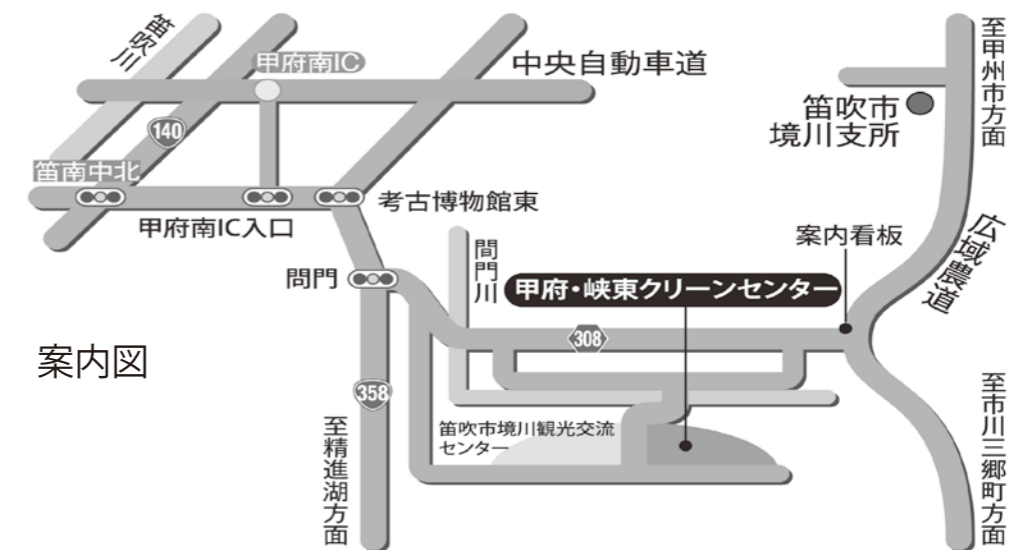 笛吹川
甲府南IC
中央自動車道
至甲州市方面
140
笛吹市
境川支所
笛南中北
甲府南IC入口
考古博物館東
広域農道
案内看板
間門川
間門
甲府・峡東クリーンセンター
308
案内図
358
至精進湖方面
笛吹市境川観光交流
センター
至市川三郷町方面